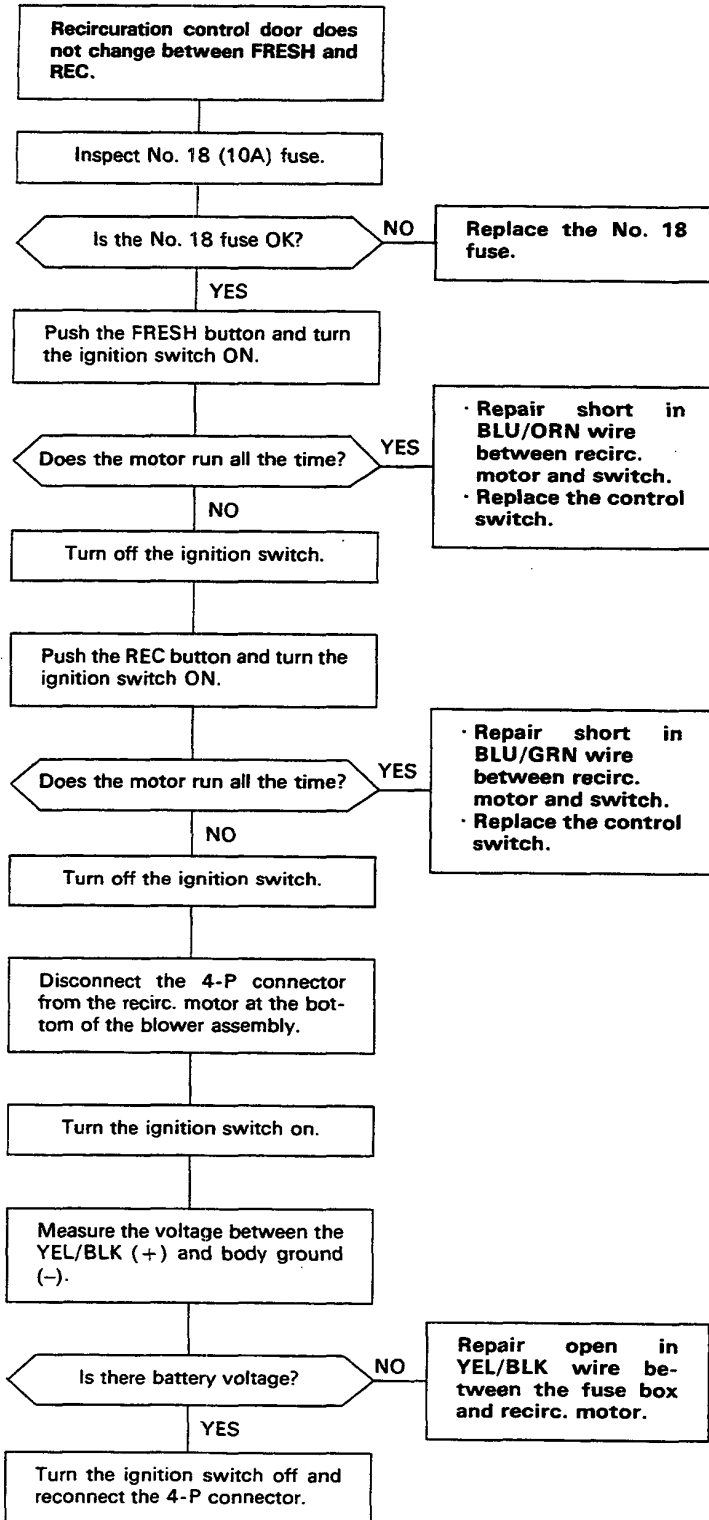 Recircuration control door does
not change between FRESH and
REC.
Inspect No. 18 (10A) fuse.
Is the No. 18 fuse OK?
NO
Replace the No. 18
fuse.
YES
Push the FRESH button and turn
the ignition switch ON.
Does the motor run all the time?
YES
· Repair short in
BLU/ORN wire
between recirc.
motor and switch.
· Replace the control
switch.
NO
Turn off the ignition switch.
Push the REC button and turn the
ignition switch ON.
Does the motor run all the time?
YES
· Repair short in
BLU/GRN wire
between recirc.
motor and switch.
· Replace the control
switch.
NO
Turn off the ignition switch.
Disconnect the 4-P connector
from the recirc. motor at the bot-
tom of the blower assembly.
Turn the ignition switch on.
Measure the voltage between the
YEL/BLK (+) and body ground
(–).
Is there battery voltage?
NO
Repair open in
YEL/BLK wire be-
tween the fuse box
and recirc. motor.
YES
Turn the ignition switch off and
reconnect the 4-P connector.